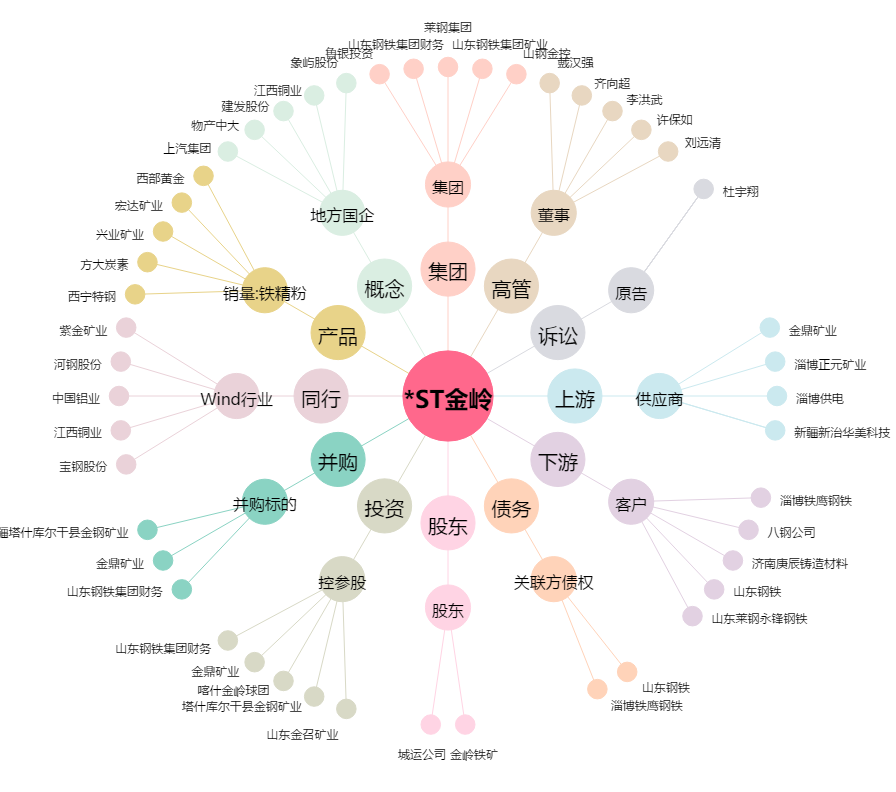 莱钢集团
山东钢铁集团财务
山东钢铁集团矿业
鲁银投资
山钢金控
象屿股份
戴汉强
江西铜业
齐向超
建发股份
李洪武
物产中大
许保如
上汽集团
刘远清
西部黄金
集团
杜宇翔
宏达矿业
地方国企
董事
兴业矿业
方大炭素
集团
概念
高管
西宁特钢
销量:铁精粉
原告
紫金矿业
产品
诉讼
金鼎矿业
河钢股份
淄博正元矿业
中国铝业
Wind行业
同行
*ST金岭
上游
供应商
淄博供电
江西铜业
新疆新治华美科技
宝钢股份
并购
下游
并购标的
投资
股东
债务
客户
淄博铁鹰钢铁
疆塔什库尔干县金钢矿业
八钢公司
金鼎矿业
济南庚辰铸造材料
山东钢铁集团财务
控参股
关联方债权
山东钢铁
股东
山东莱钢永锋钢铁
山东钢铁集团财务
金鼎矿业
喀什金岭球团
山东钢铁
塔什库尔干县金钢矿业
淄博铁鹰钢铁
山东金召矿业
城运公司
金岭铁矿